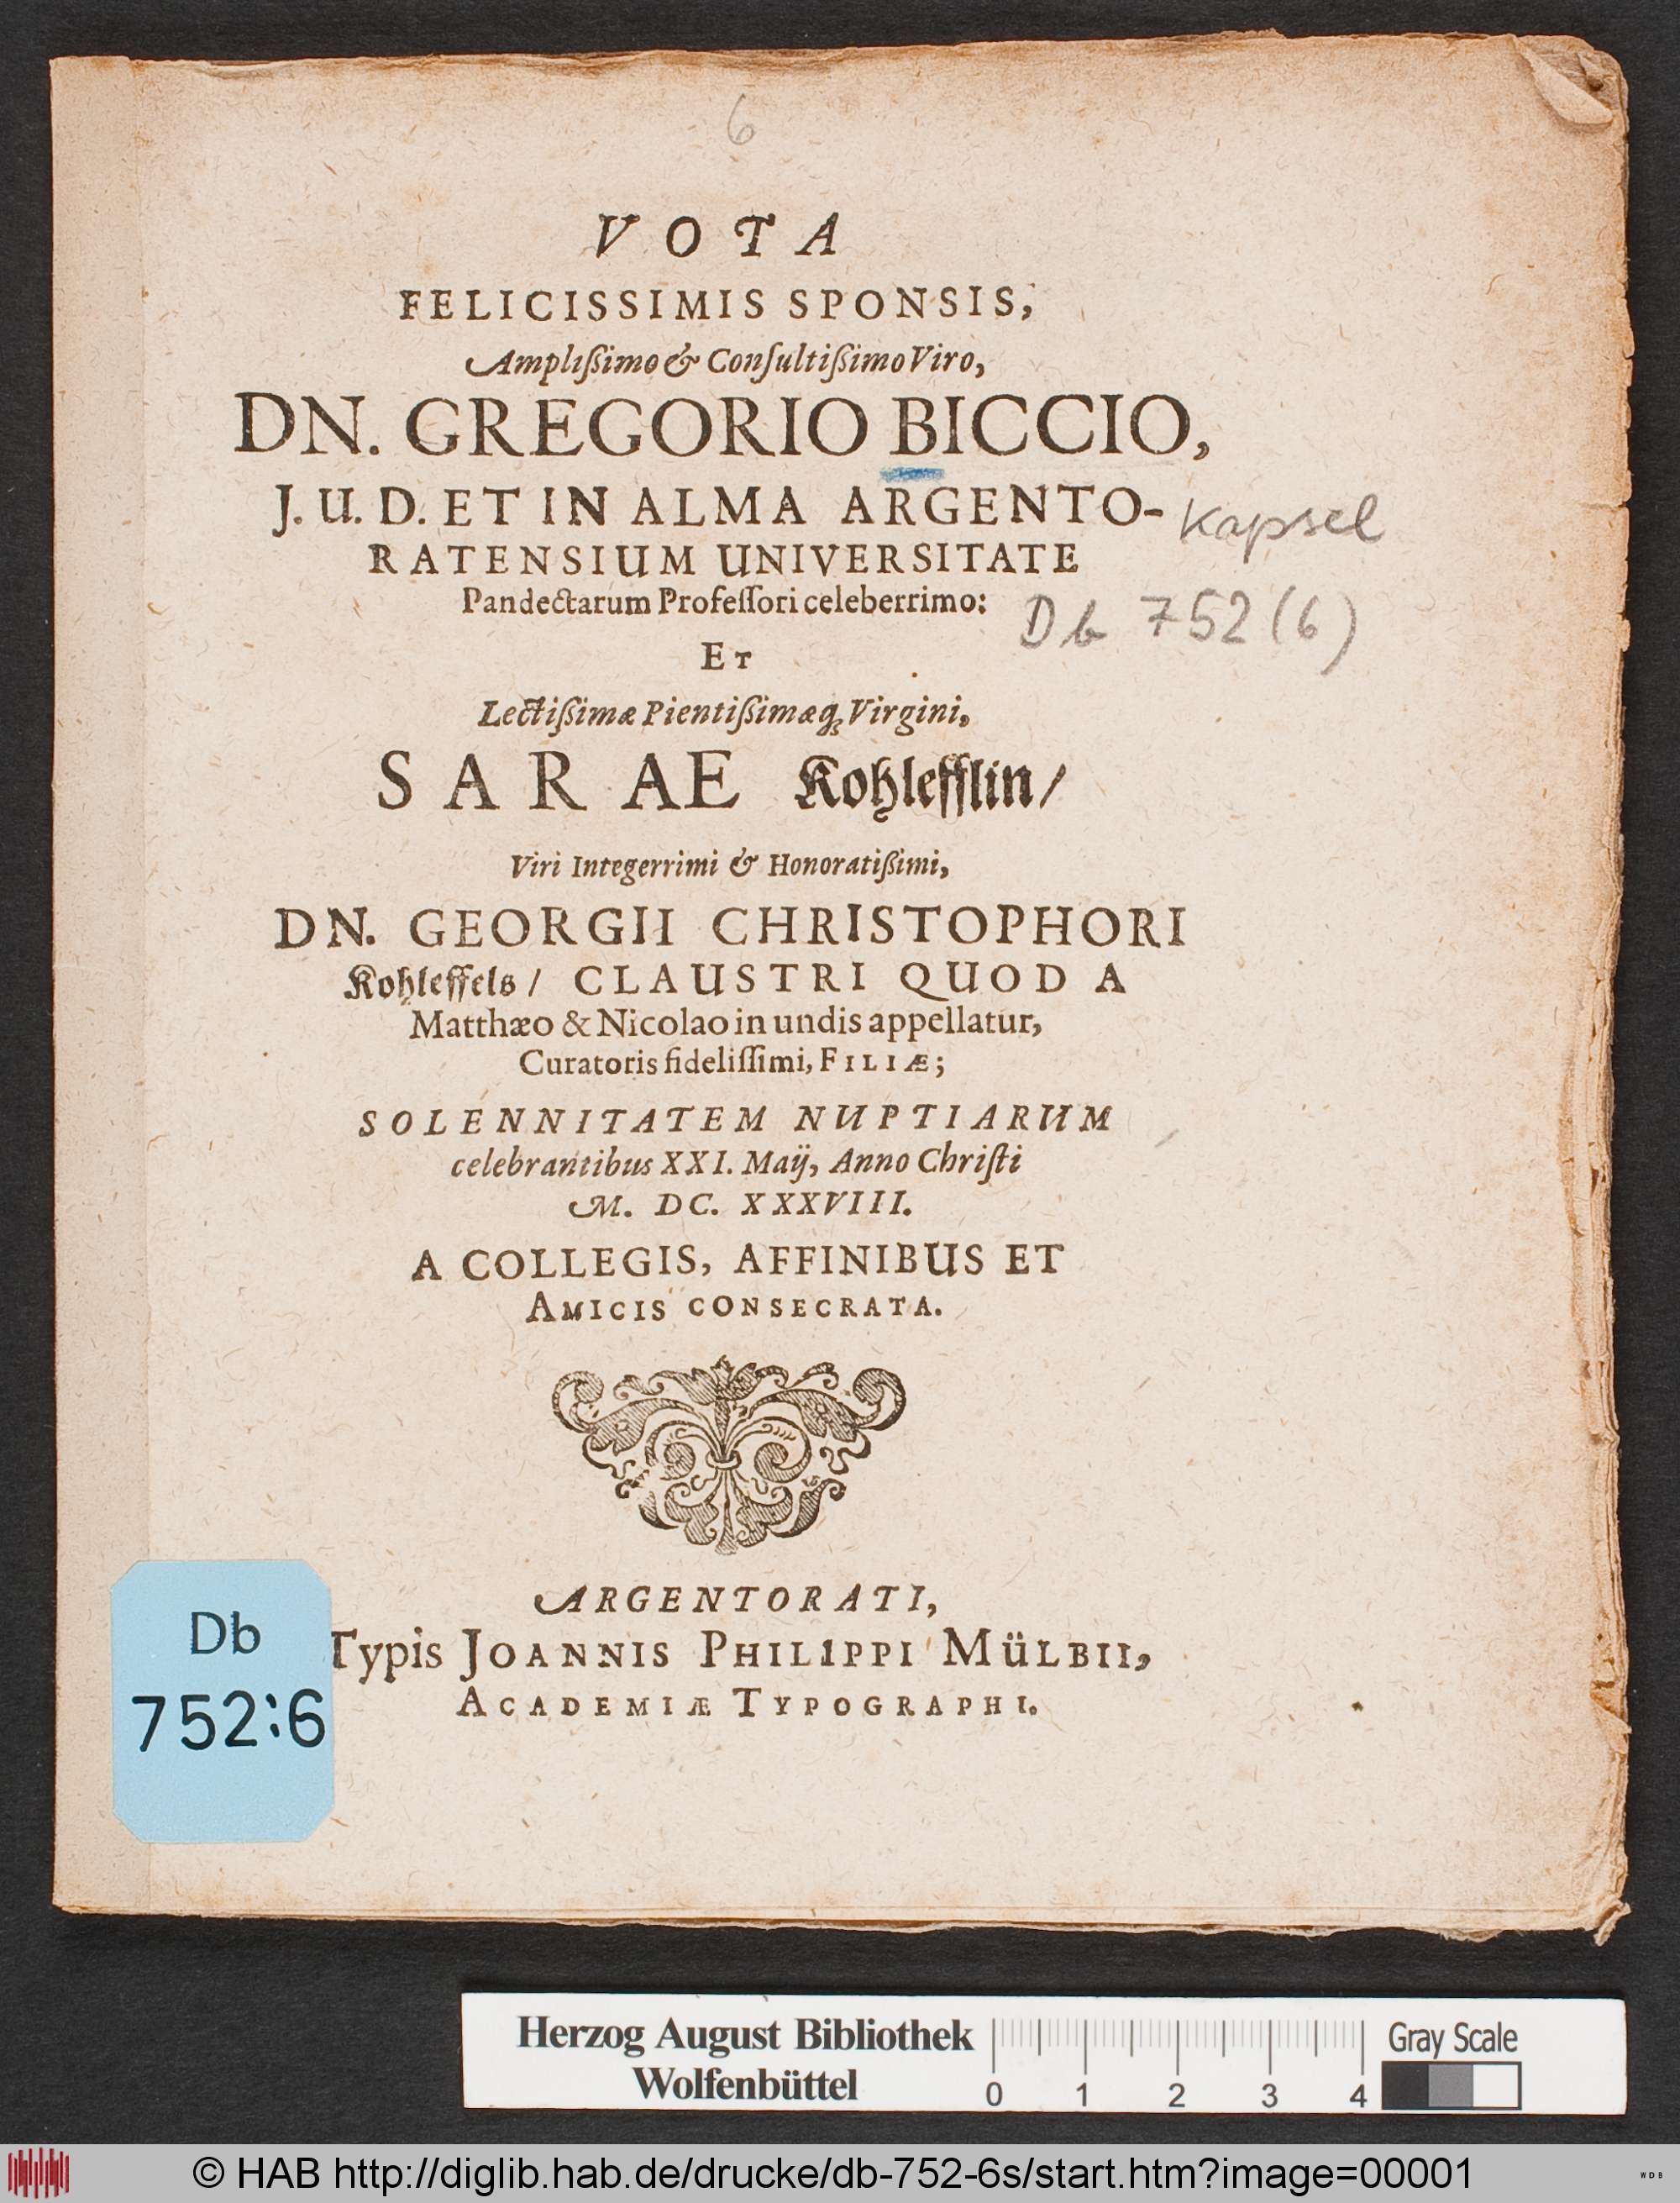 6
VOTA
FELICISSIMIS SPONSIS,
Ampliſsimo & Conſultiſsimo Viro,
DN. GREGORIO BICCIO,
J. U. D. ET IN ALMA ARGENTO-
Kapsel
RATENSIUM UNIVERSITATE
Pandectarum Profeſſori celeberrimo:
Db 752 (6)
ET
Lectiſsimæ Pientiſsimæq́; Virgini,
SARAE Kohlefflin/
Viri Integerrimi & Honoratiſsimi,
DN. GEORGII CHRISTOPHORI
Kohleffels/ CLAUSTRI QUOD A
Matthæo & Nicolao in undis appellatur,
Curatoris fideliſſimi, FILIÆ;
SOLENNITATEM NUPTIARUM
celebrantibus XXI. Maij, Anno Chriſti
M. DC. XXXVIII.
A COLLEGIS, AFFINIBUS ET
AMICIS CONSECRATA.
ARGENTORATI,
Typis JOANNIS PHILIPPI MÜLBII,
ACADEMIÆ TYPOGRAPHI.
Db
752:6
Herzog August Bibliothek
Wolfenbüttel
0 1 2 3 4
Gray Scale
© HAB http://diglib.hab.de/drucke/db-752-6s/start.htm?image=00001
WDB